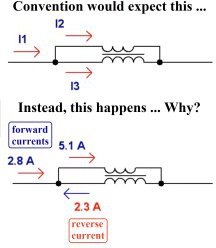 Convention would expect this ...
I2
I1
I3
Instead, this happens ... Why?
forward
currents
5.1 A
2.8 A
2.3 A
reverse
current